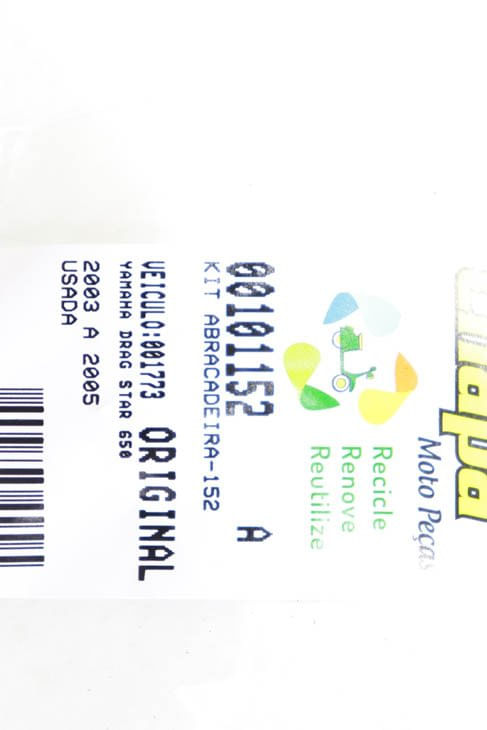 Moto Peças
Recicle
Renove
Reutilize
00101152 A
KIT ABRACADEIRA-152
VEICULO:001773 ORIGINAL
YAMAHA DRAG STAR 650
2003 A 2005
USADA